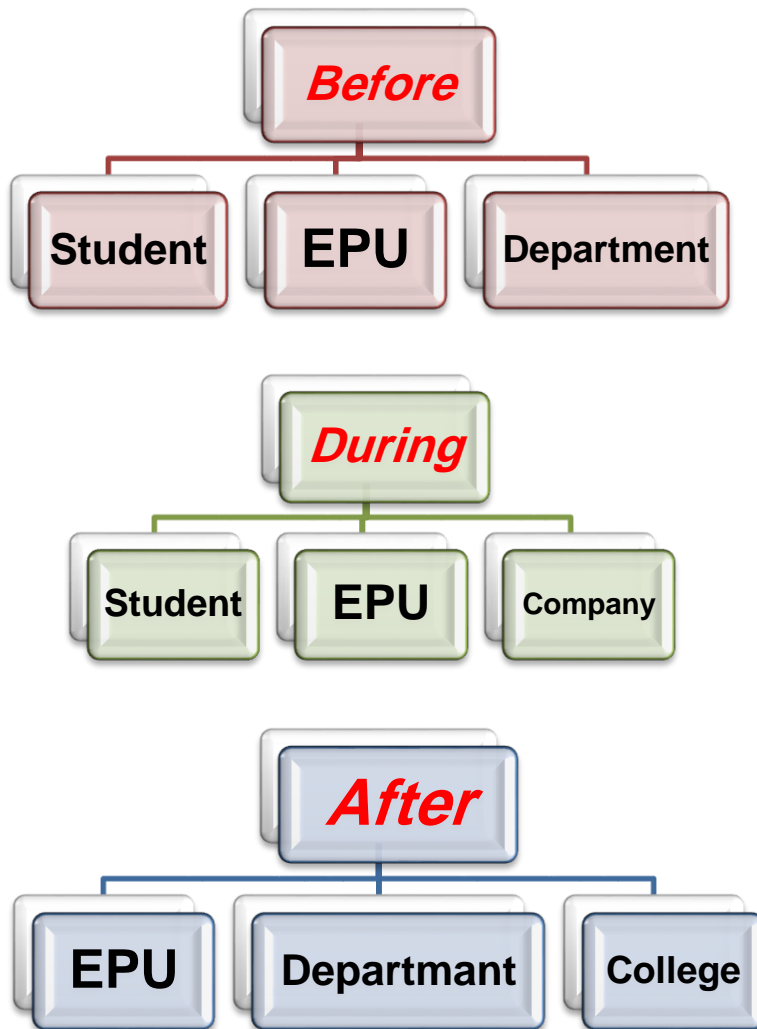 Before
Student EPU Department
During
Student EPU Company
After
EPU Departmant College